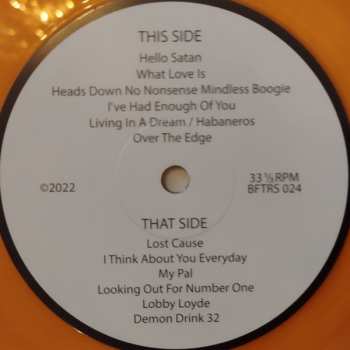 THIS SIDE
Hello Satan
What Love Is
Heads Down No Nonsense Mindless Boogie
I've Had Enough Of You
Living In A Dream / Habaneros
Over The Edge
©2022
33 ⅓ RPM
BFTRS 024
THAT SIDE
Lost Cause
I Think About You Everyday
My Pal
Looking Out For Number One
Lobby Loyde
Demon Drink 32